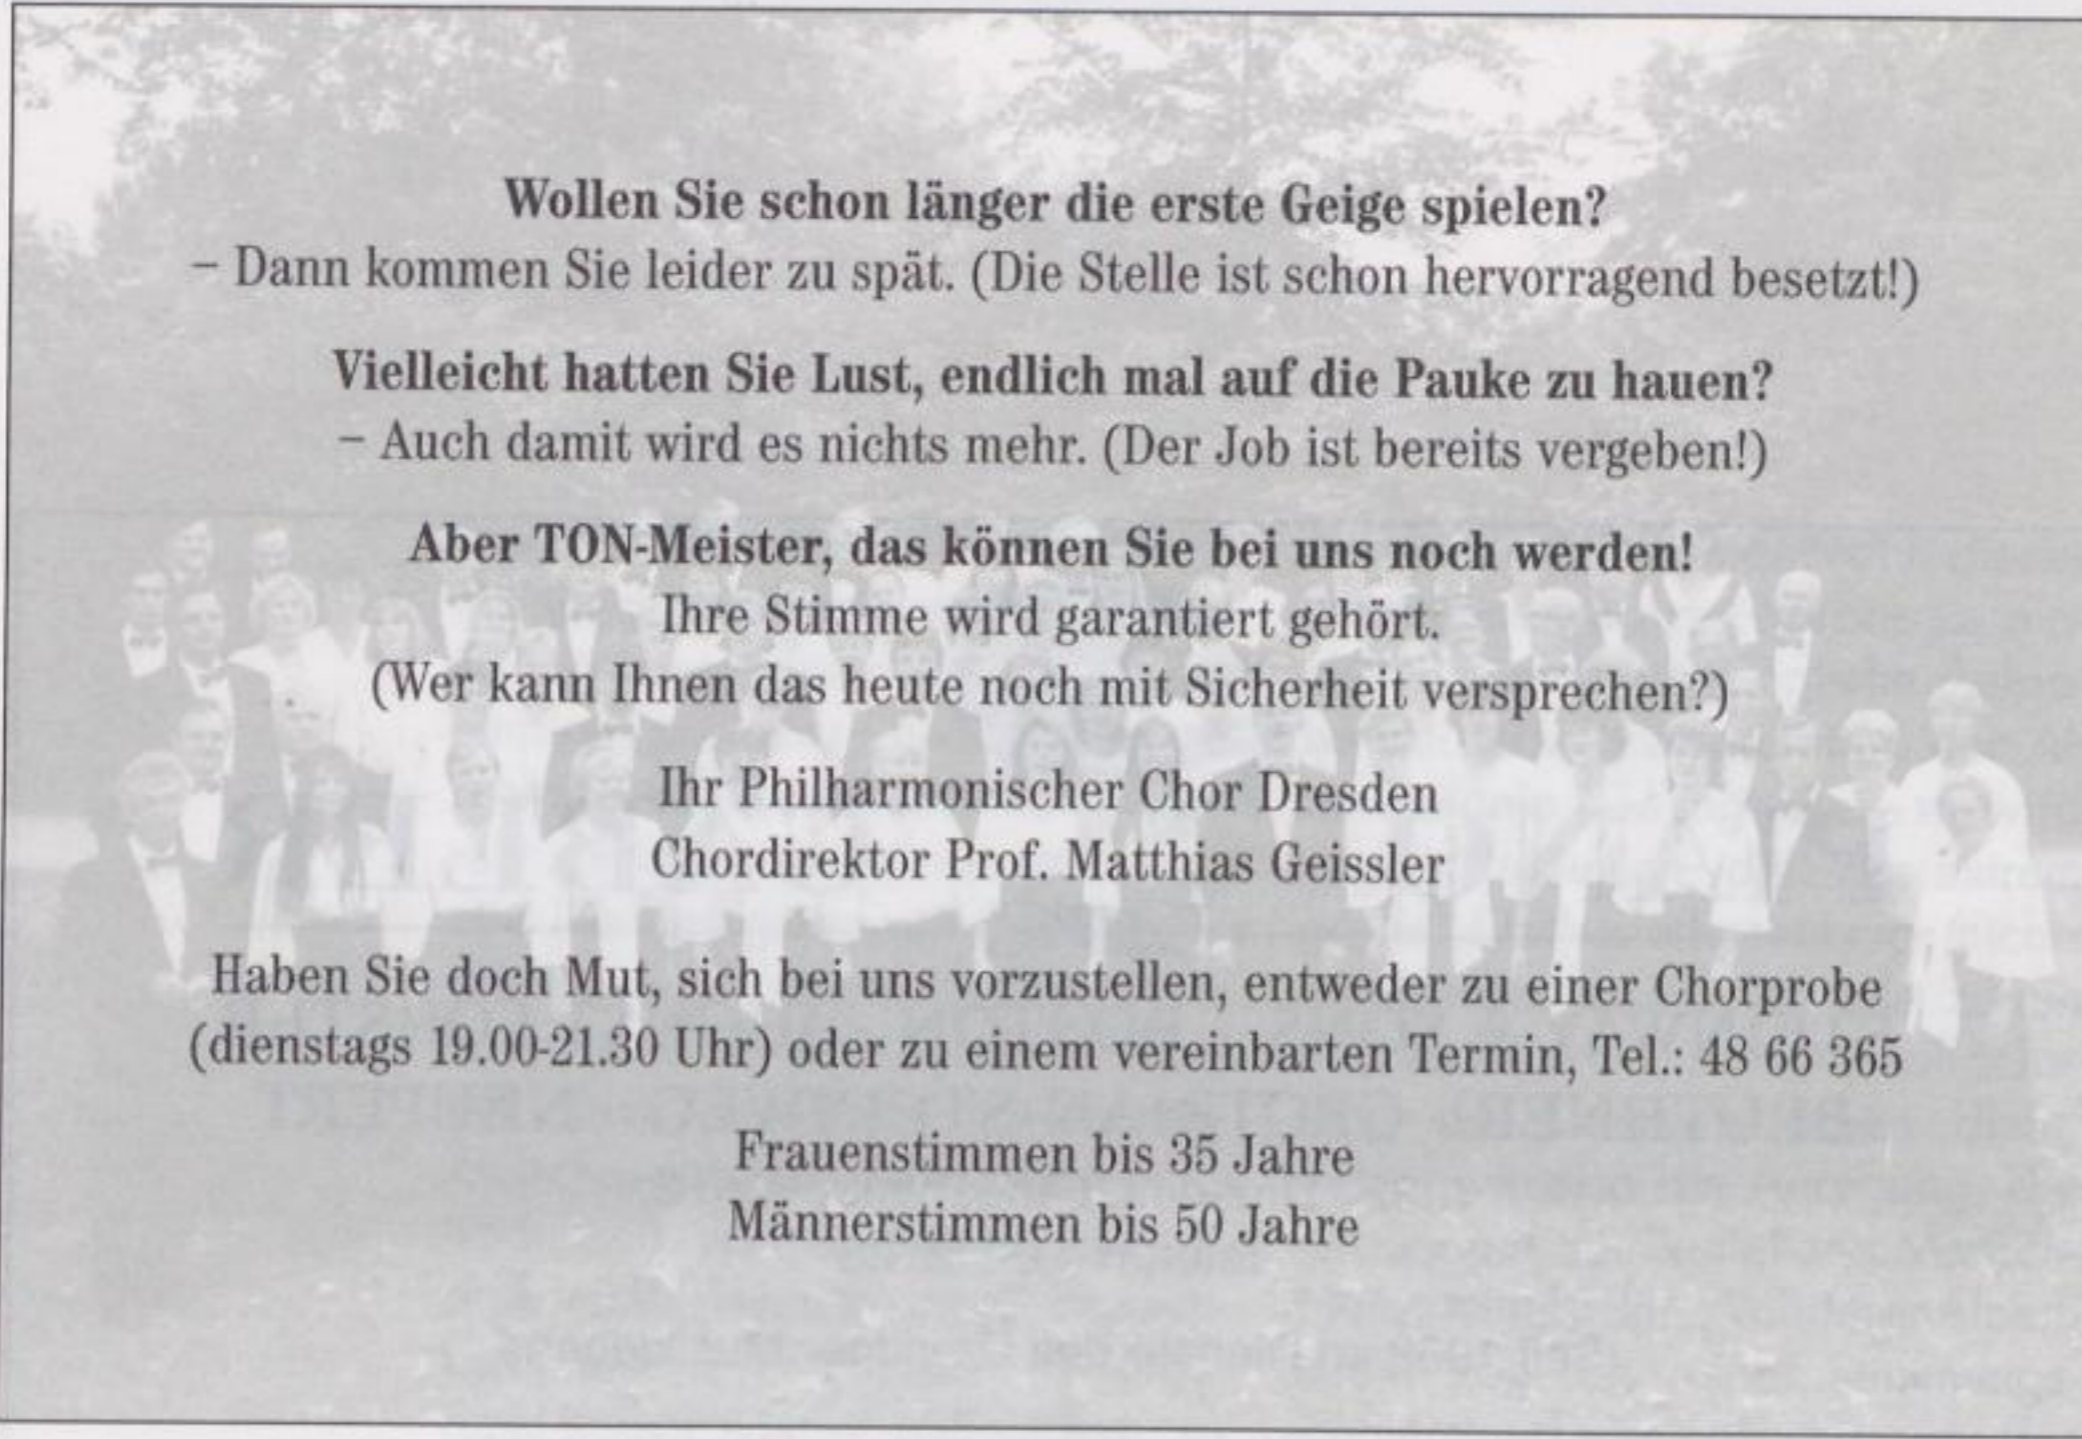 Wollen Sie schon länger die erste Geige spielen?
– Dann kommen Sie leider zu spät. (Die Stelle ist schon hervorragend besetzt!)
Vielleicht hatten Sie Lust, endlich mal auf die Pauke zu hauen?
– Auch damit wird es nichts mehr. (Der Job ist bereits vergeben!)
Aber TON-Meister, das können Sie bei uns noch werden!
Ihre Stimme wird garantiert gehört.
(Wer kann Ihnen das heute noch mit Sicherheit versprechen?)
Ihr Philharmonischer Chor Dresden
Chordirektor Prof. Matthias Geissler
Haben Sie doch Mut, sich bei uns vorzustellen, entweder zu einer Chorprobe
(dienstags 19.00-21.30 Uhr) oder zu einem vereinbarten Termin, Tel.: 48 66 365
Frauenstimmen bis 35 Jahre
Männerstimmen bis 50 Jahre